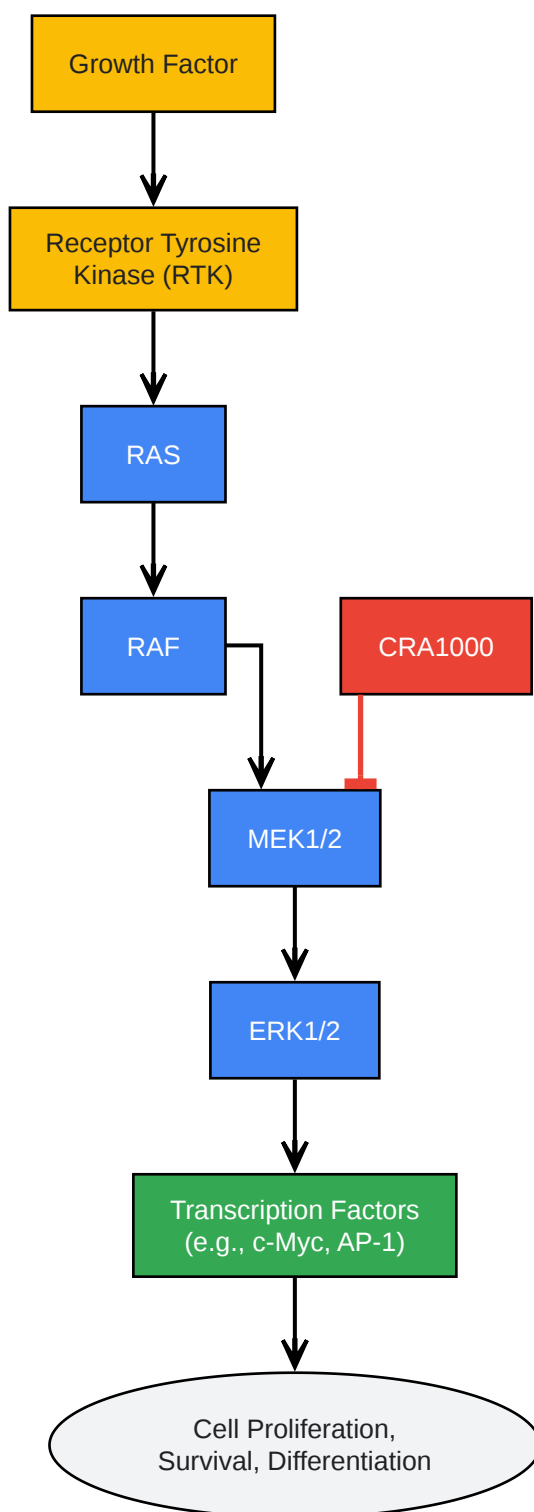 Growth Factor
Receptor Tyrosine
Kinase (RTK)
RAS
RAF
CRA1000
MEK1/2
ERK1/2
Transcription Factors
(e.g., c-Myc, AP-1)
Cell Proliferation,
Survival, Differentiation